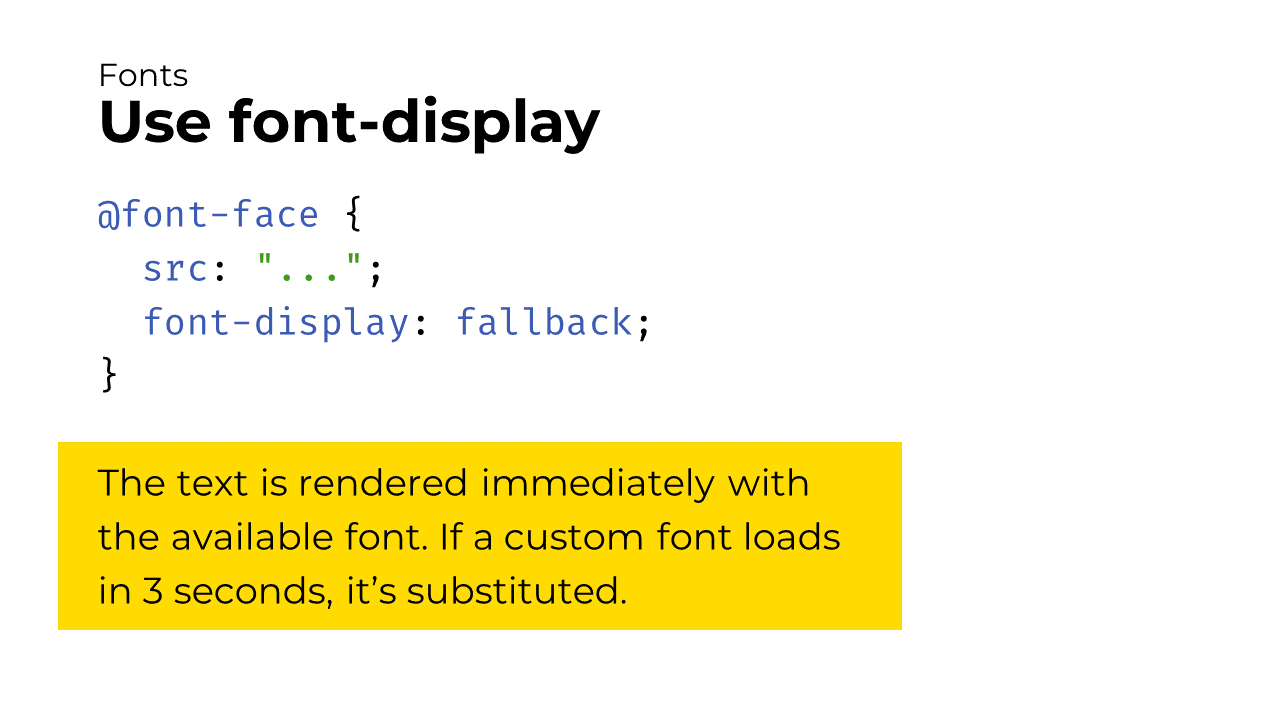 Fonts
Use font-display
@font-face {
  src: "...";
  font-display: fallback;
}
The text is rendered immediately with
the available font. If a custom font loads
in 3 seconds, it’s substituted.